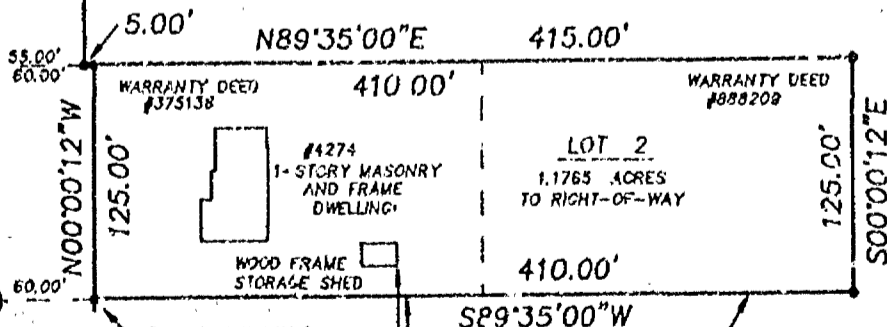 5.00'
N89°35'00"E 415.00'
55.00'
60.00'
WARRANTY DEED
#375138
410.00'
WARRANTY DEED
#888209
N00°00'12"W
125.00'
#4274
1-STORY MASONRY
AND FRAME
DWELLING
LOT 2
1.1765 ACRES
TO RIGHT-OF-WAY
125.00'
S00°00'12"E
WOOD FRAME
STORAGE SHED
410.00'
60.00'
S89°35'00"W